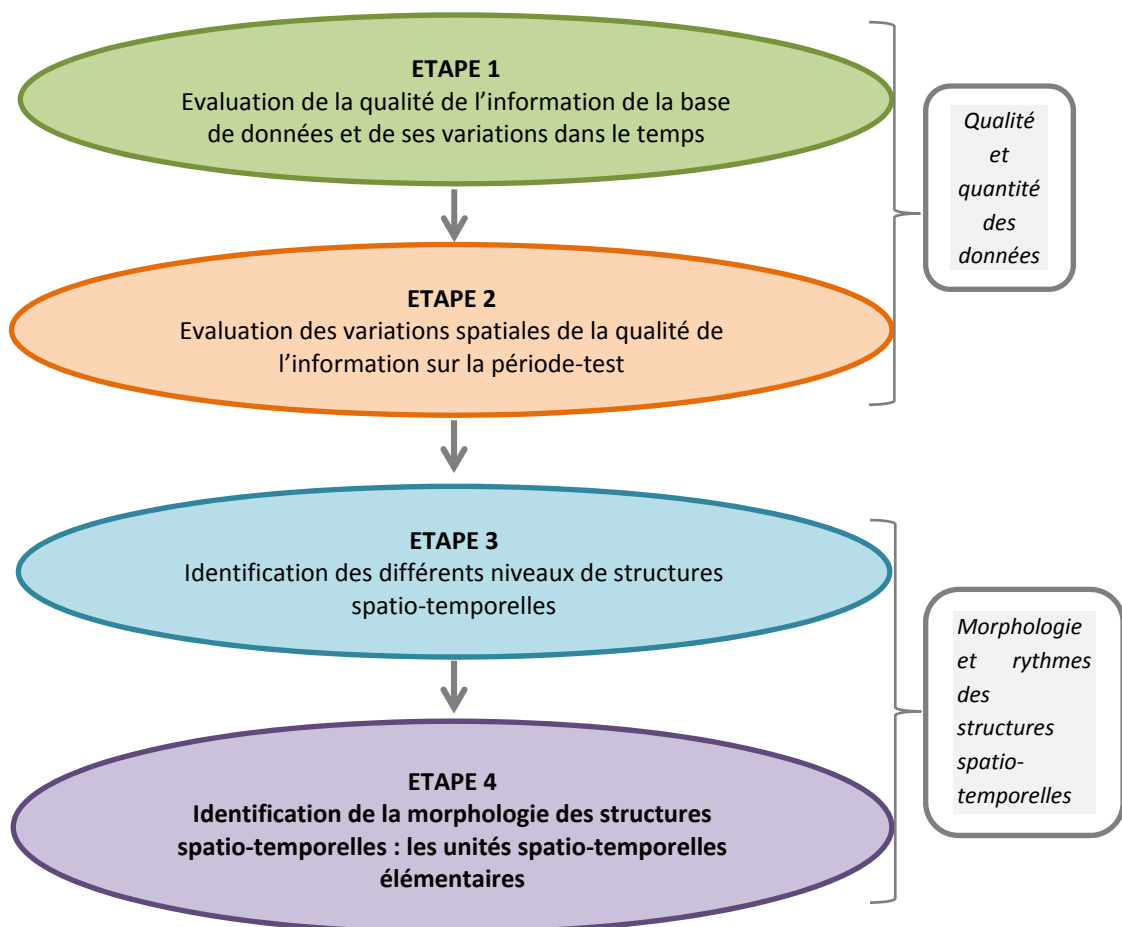 ETAPE 1
Evaluation de la qualité de l’information de la base
de données et de ses variations dans le temps
Qualité
et
quantité
des
données
ETAPE 2
Evaluation des variations spatiales de la qualité de
l’information sur la période-test
ETAPE 3
Identification des différents niveaux de structures
spatio-temporelles
Morphologie
et rythmes
des
structures
spatio-
temporelles
ETAPE 4
Identification de la morphologie des structures
spatio-temporelles : les unités spatio-temporelles
élémentaires